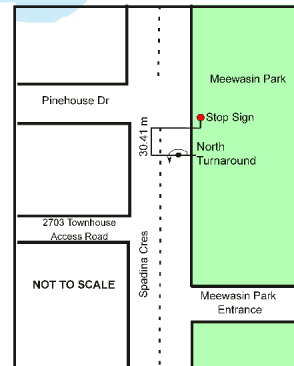 Meewasin Park
Pinehouse Dr
Stop Sign
30.41 m
North
Turnaround
2703 Townhouse
Access Road
Spadina Cres
NOT TO SCALE
Meewasin Park
Entrance